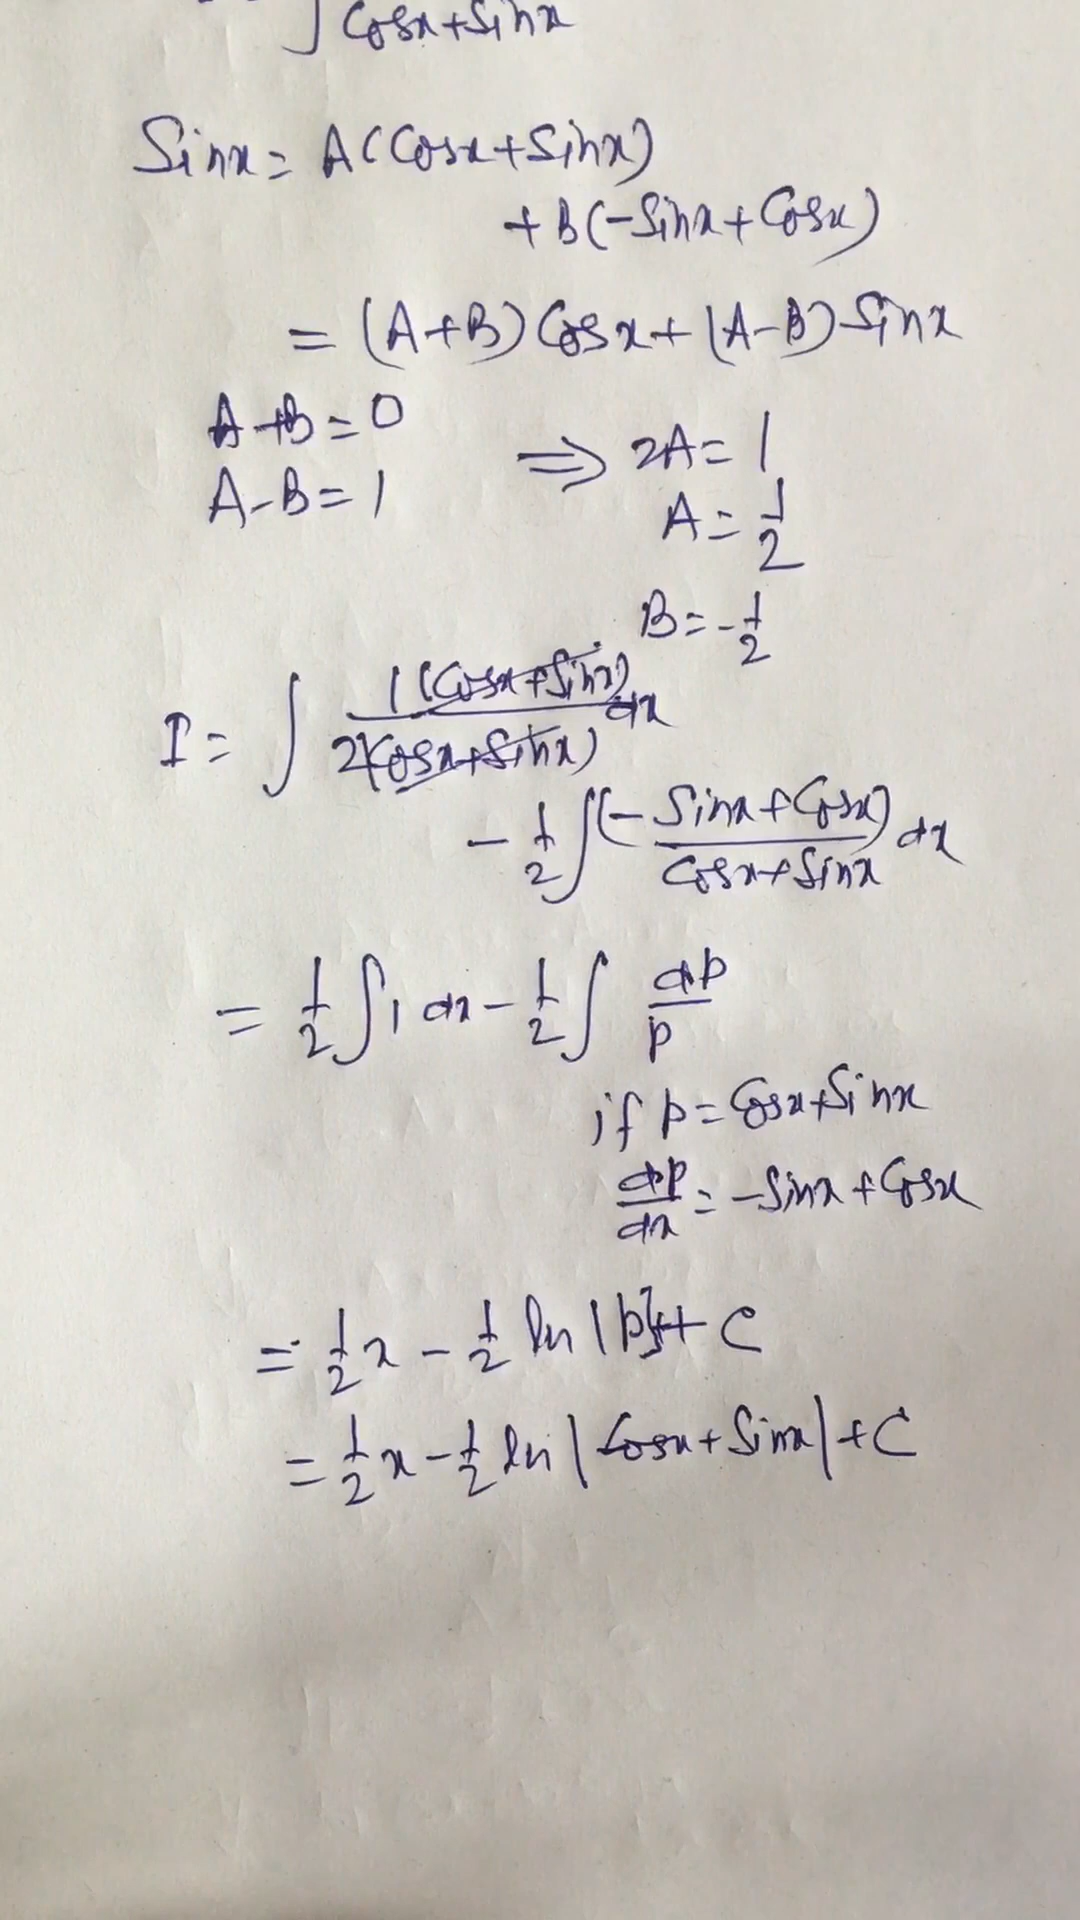 ∫ Cosx+Sinx
Sinx = A(Cosx+Sinx)
+ B(-Sinx+Cosx)
= (A+B) Cosx + (A-B) Sinx
A+B = 0
A-B = 1
⇒ 2A = 1
A = 1/2
B = -1/2
I = ∫ 1(Cosx+Sinx)/2(Cosx+Sinx) dx
- 1/2 ∫ (-Sinx+Cosx)/Cosx+Sinx dx
= 1/2 ∫ 1 dx - 1/2 ∫ dp/p
if p = Cosx+Sinx
dp/dx = -Sinx+Cosx
= 1/2 x - 1/2 ln |p| + C
= 1/2 x - 1/2 ln | Cosx + Sinx | + C